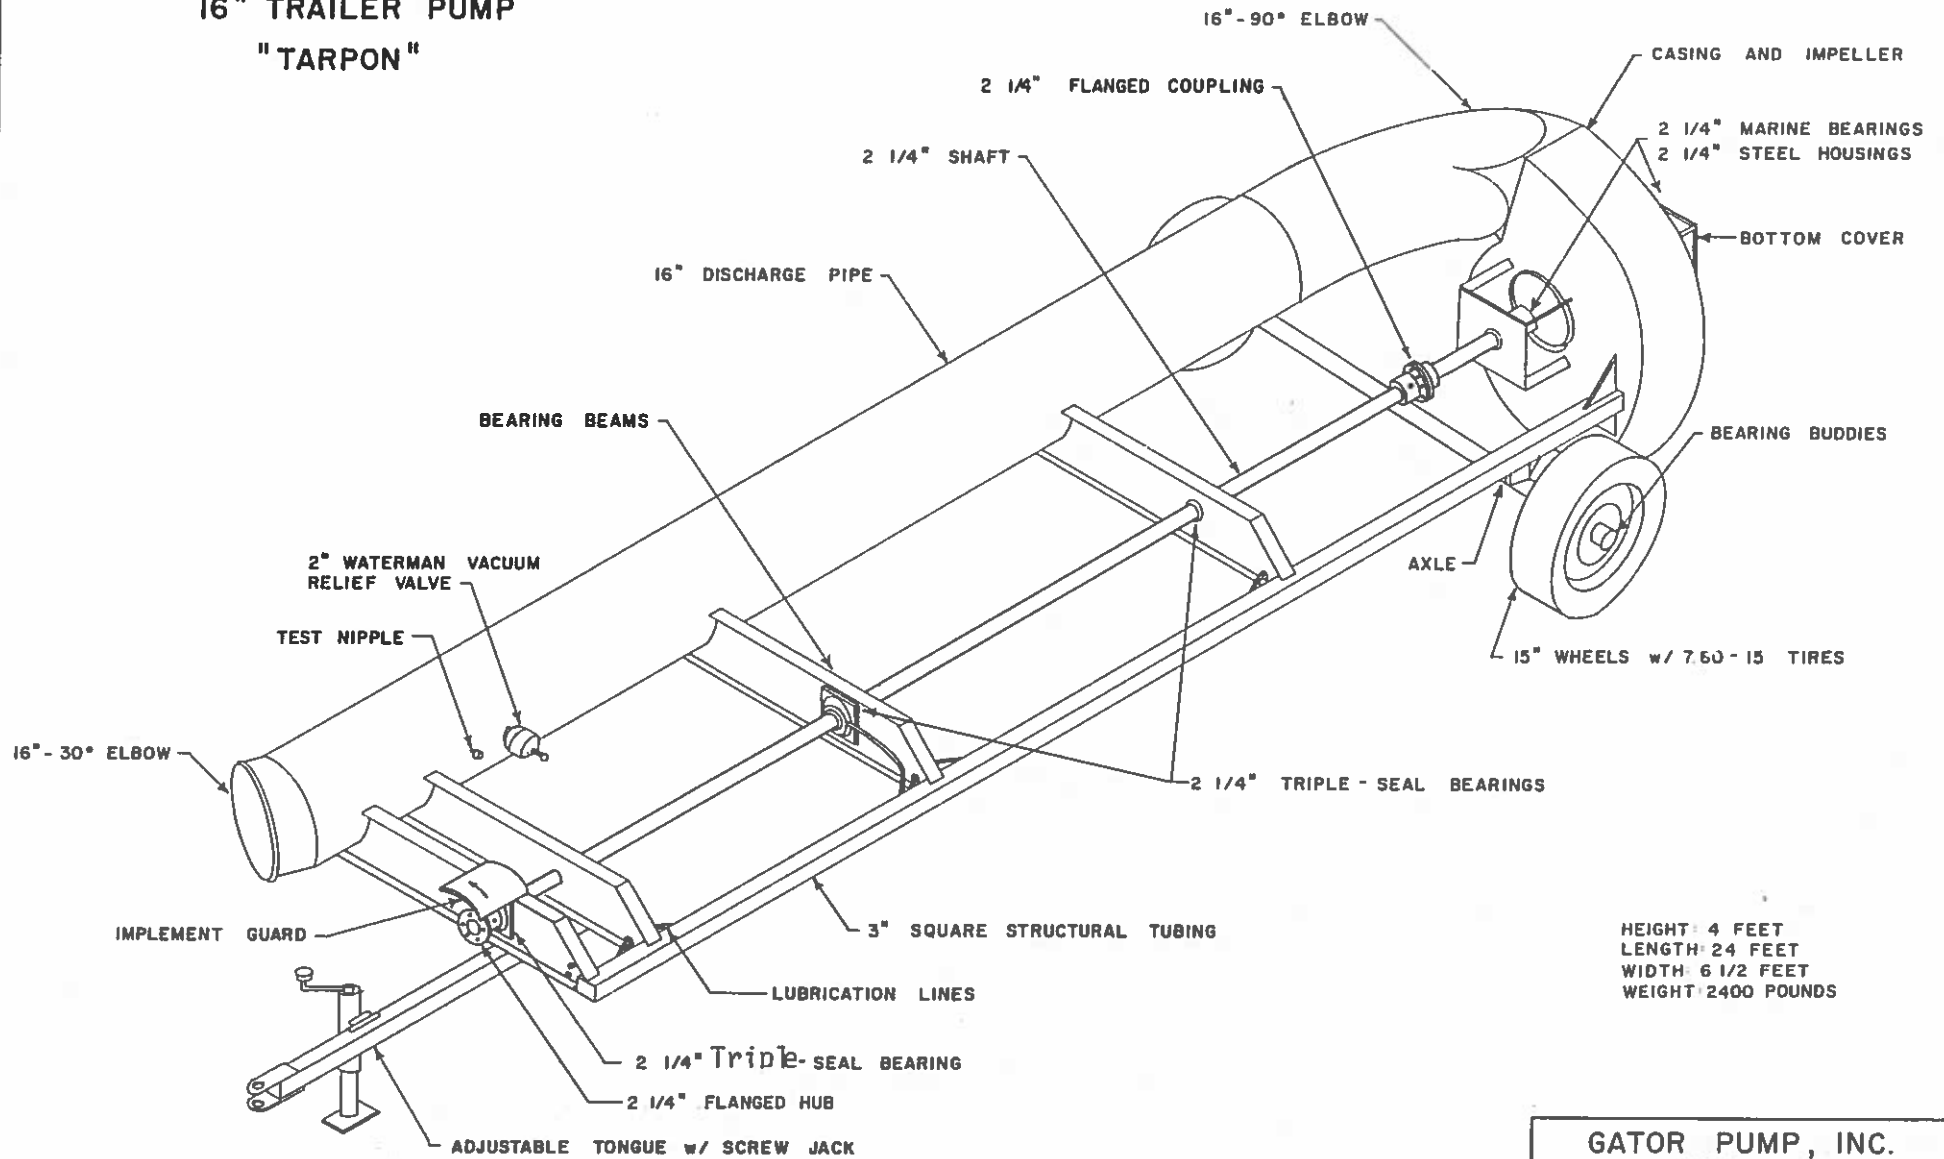 16" TRAILER PUMP
"TARPON"
16"-90° ELBOW
CASING AND IMPELLER
2 1/4" FLANGED COUPLING
2 1/4" MARINE BEARINGS
2 1/4" STEEL HOUSINGS
2 1/4" SHAFT
BOTTOM COVER
16" DISCHARGE PIPE
BEARING BEAMS
BEARING BUDDIES
2" WATERMAN VACUUM
RELIEF VALVE
AXLE
TEST NIPPLE
15" WHEELS w/ 7.60-15 TIRES
16"-30° ELBOW
2 1/4" TRIPLE-SEAL BEARINGS
IMPLEMENT GUARD
3" SQUARE STRUCTURAL TUBING
HEIGHT: 4 FEET
LENGTH: 24 FEET
WIDTH: 6 1/2 FEET
WEIGHT: 2400 POUNDS
LUBRICATION LINES
2 1/4" Triple-SEAL BEARING
2 1/4" FLANGED HUB
ADJUSTABLE TONGUE w/ SCREW JACK
GATOR PUMP, INC.